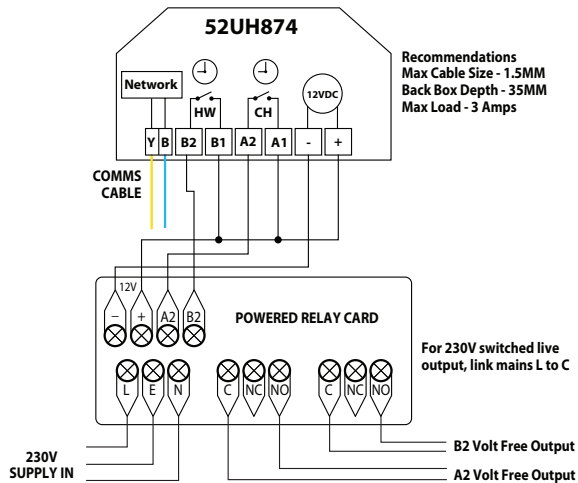 52UH874
Recommendations
Max Cable Size - 1.5MM
Back Box Depth - 35MM
Max Load - 3 Amps
Network
12VDC
HW
CH
Y B B2 B1 A2 A1 - +
COMMS
CABLE
12V
– + A2 B2
POWERED RELAY CARD
For 230V switched live
output, link mains L to C
L E N C NC NO C NC NO
230V
SUPPLY IN
B2 Volt Free Output
A2 Volt Free Output